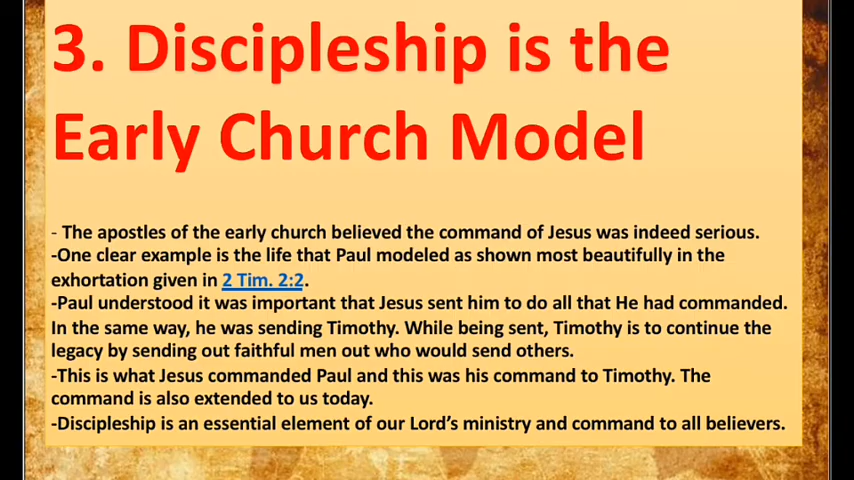 3. Discipleship is the
Early Church Model
- The apostles of the early church believed the command of Jesus was indeed serious.
-One clear example is the life that Paul modeled as shown most beautifully in the
exhortation given in 2 Tim. 2:2.
-Paul understood it was important that Jesus sent him to do all that He had commanded.
In the same way, he was sending Timothy. While being sent, Timothy is to continue the
legacy by sending out faithful men out who would send others.
-This is what Jesus commanded Paul and this was his command to Timothy. The
command is also extended to us today.
-Discipleship is an essential element of our Lord’s ministry and command to all believers.